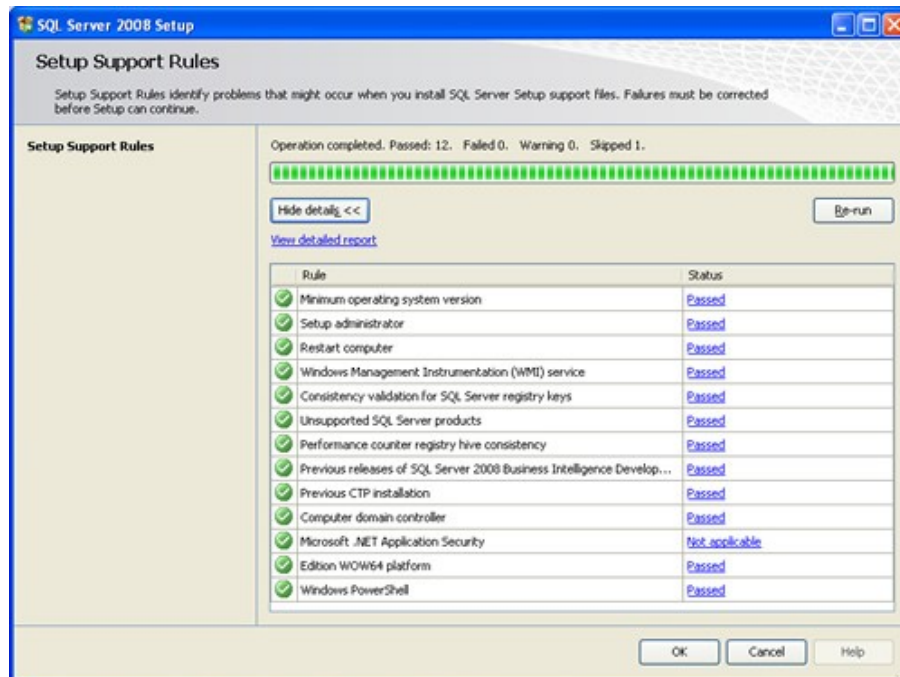 SQL Server 2008 Setup
Setup Support Rules
Setup Support Rules identify problems that might occur when you install SQL Server Setup support files. Failures must be corrected
before Setup can continue.
Setup Support Rules
Operation completed. Passed: 12. Failed 0. Warning 0. Skipped 1.
Hide details <<
Re-run
View detailed report
Rule Status
Minimum operating system version Passed
Setup administrator Passed
Restart computer Passed
Windows Management Instrumentation (WMI) service Passed
Consistency validation for SQL Server registry keys Passed
Unsupported SQL Server products Passed
Performance counter registry hive consistency Passed
Previous releases of SQL Server 2008 Business Intelligence Develop... Passed
Previous CTP installation Passed
Computer domain controller Passed
Microsoft .NET Application Security Not applicable
Edition WOW64 platform Passed
Windows PowerShell Passed
OK Cancel Help